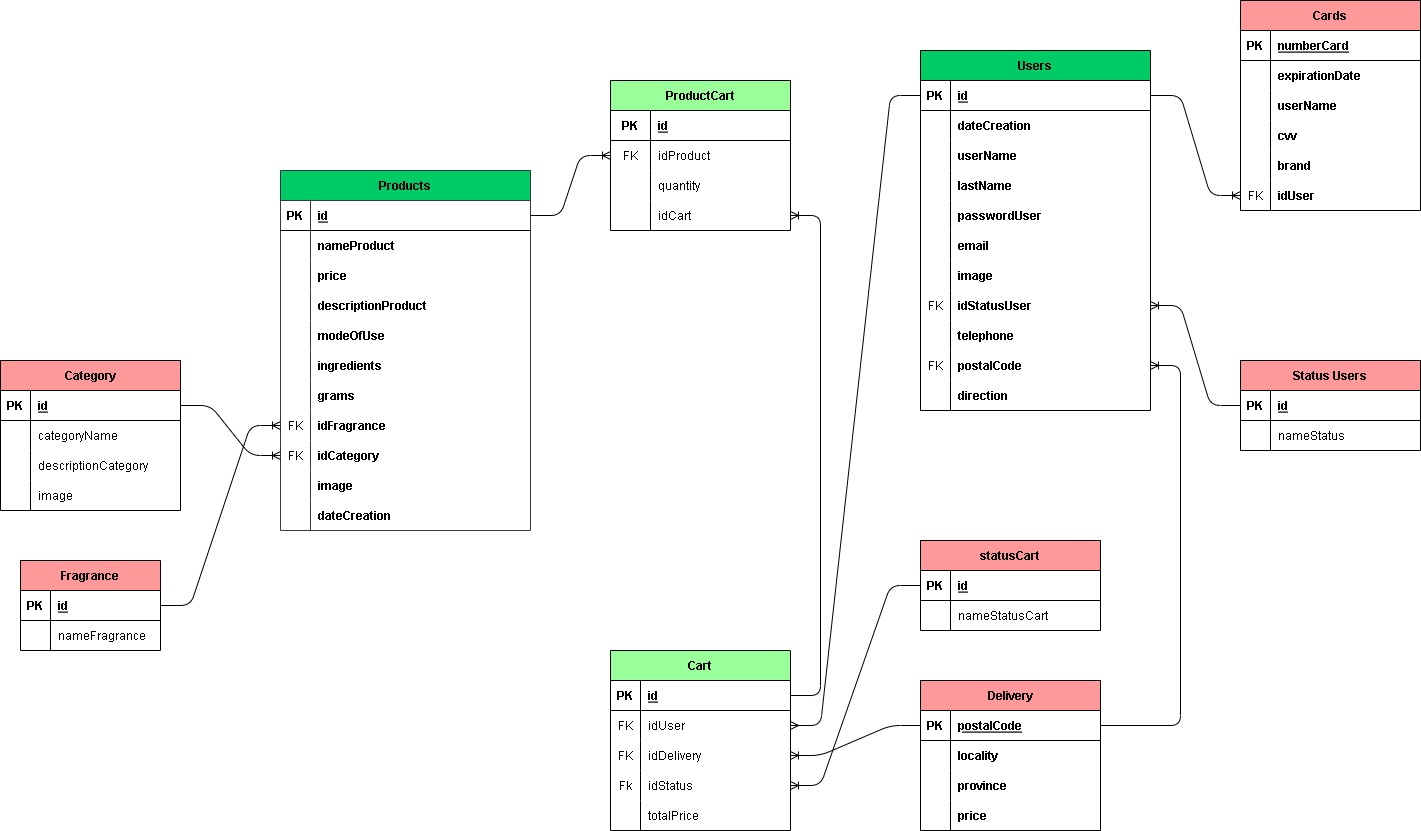 Cards
PK numberCard
expirationDate
userName
cvv
brand
FK idUser
Users
PK id
dateCreation
userName
lastName
passwordUser
email
image
FK idStatusUser
telephone
FK postalCode
direction
ProductCart
PK id
FK idProduct
quantity
idCart
Products
PK id
nameProduct
price
descriptionProduct
modeOfUse
ingredients
grams
FK idFragrance
FK idCategory
image
dateCreation
Category
PK id
categoryName
descriptionCategory
image
Status Users
PK id
nameStatus
Fragrance
PK id
nameFragrance
statusCart
PK id
nameStatusCart
Cart
PK id
FK idUser
FK idDelivery
Fk idStatus
totalPrice
Delivery
PK postalCode
locality
province
price